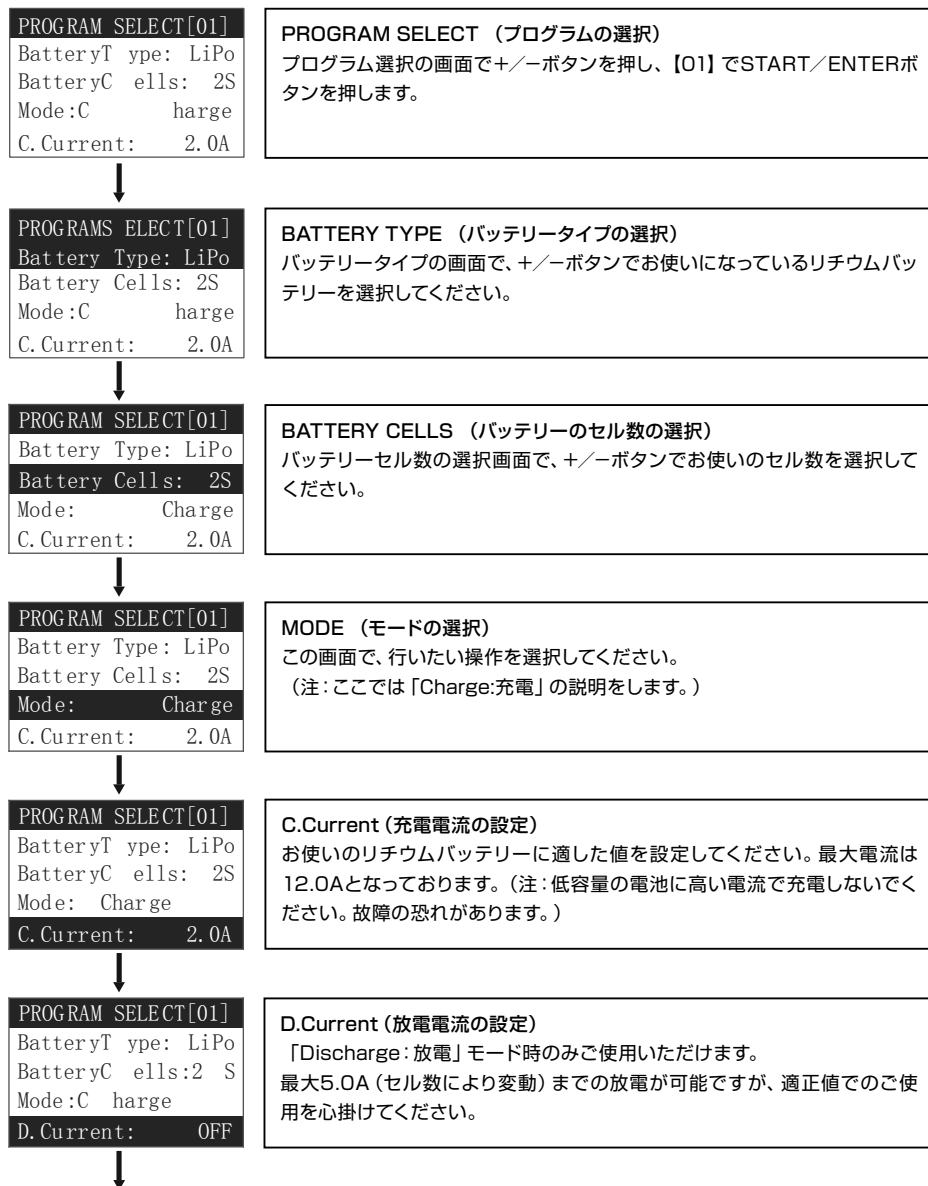 PROGRAM SELECT[01]
BatteryT ype: LiPo
BatteryC ells: 2S
Mode:C harge
C.Current: 2.0A
PROGRAM SELECT （プログラムの選択）
プログラム選択の画面で+／−ボタンを押し、【01】でSTART／ENTERボ
タンを押します。
PROGRAMS ELECT[01]
Battery Type: LiPo
Battery Cells: 2S
Mode:C harge
C.Current: 2.0A
BATTERY TYPE （バッテリータイプの選択）
バッテリータイプの画面で、+／−ボタンでお使いになっているリチウムバッ
テリーを選択してください。
PROGRAM SELECT[01]
Battery Type: LiPo
Battery Cells: 2S
Mode: Charge
C.Current: 2.0A
BATTERY CELLS （バッテリーのセル数の選択）
バッテリーセル数の選択画面で、+／−ボタンでお使いのセル数を選択して
ください。
PROGRAM SELECT[01]
Battery Type: LiPo
Battery Cells: 2S
Mode: Charge
C.Current: 2.0A
MODE （モードの選択）
この画面で、行いたい操作を選択してください。
（注：ここでは「Charge:充電」の説明をします。）
PROGRAM SELECT[01]
BatteryT ype: LiPo
BatteryC ells: 2S
Mode: Charge
C.Current: 2.0A
C.Current（充電電流の設定）
お使いのリチウムバッテリーに適した値を設定してください。最大電流は
12.0Aとなっております。（注：低容量の電池に高い電流で充電しないでく
ださい。故障の恐れがあります。）
PROGRAM SELECT[01]
BatteryT ype: LiPo
BatteryC ells:2 S
Mode:C harge
D.Current: OFF
D.Current（放電電流の設定）
「Discharge：放電」モード時のみご使用いただけます。
最大5.0A（セル数により変動）までの放電が可能ですが、適正値でのご使
用を心掛けてください。